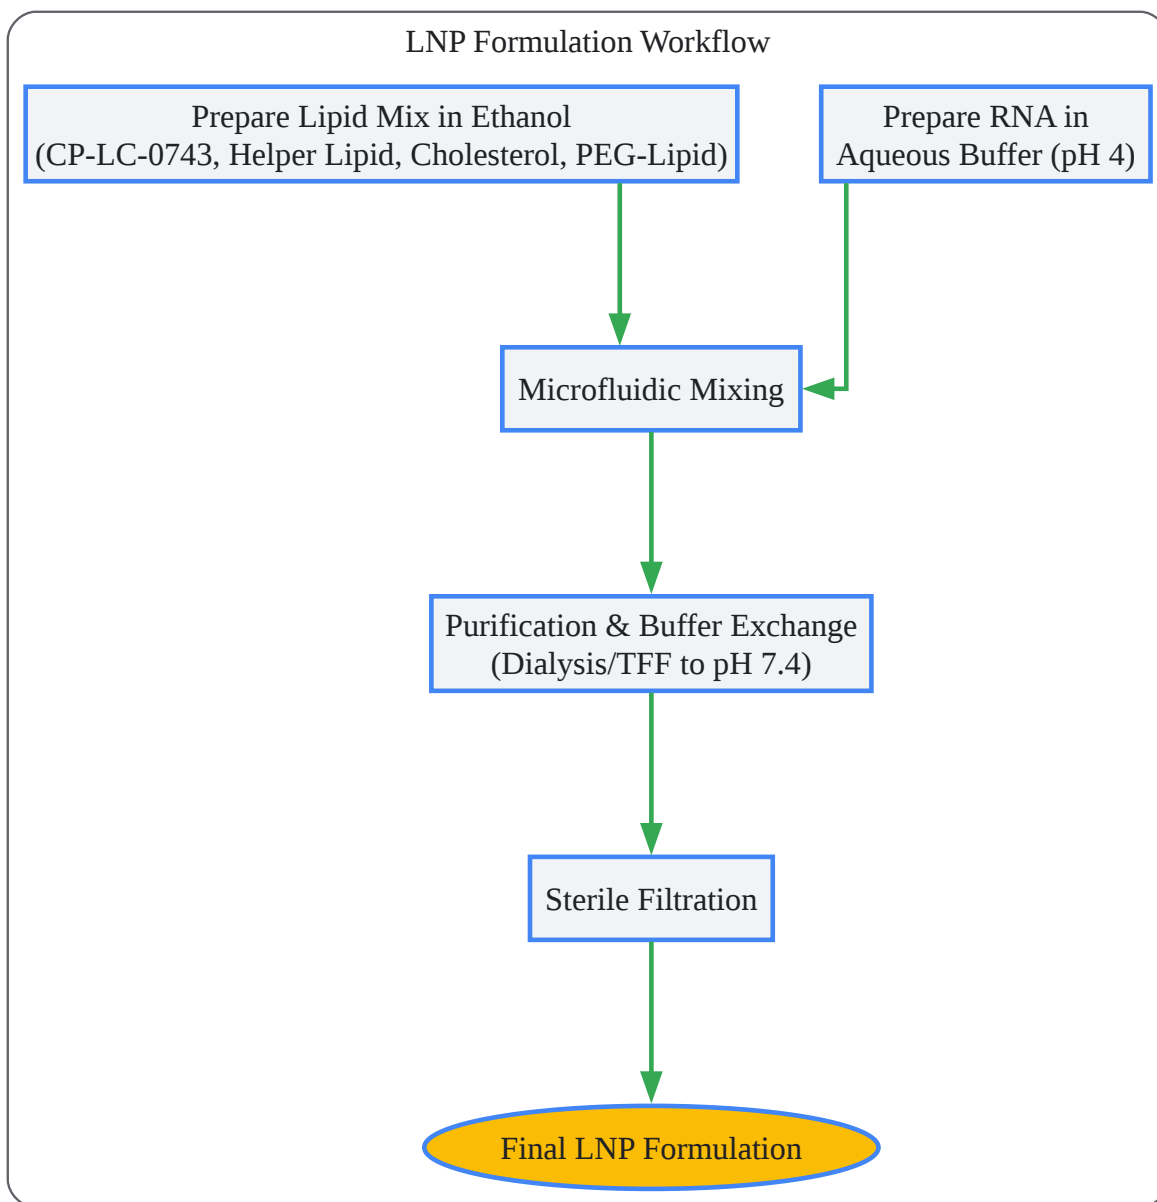 LNP Formulation Workflow
Prepare Lipid Mix in Ethanol
(CP-LC-0743, Helper Lipid, Cholesterol, PEG-Lipid)
Prepare RNA in
Aqueous Buffer (pH 4)
Microfluidic Mixing
Purification & Buffer Exchange
(Dialysis/TFF to pH 7.4)
Sterile Filtration
Final LNP Formulation